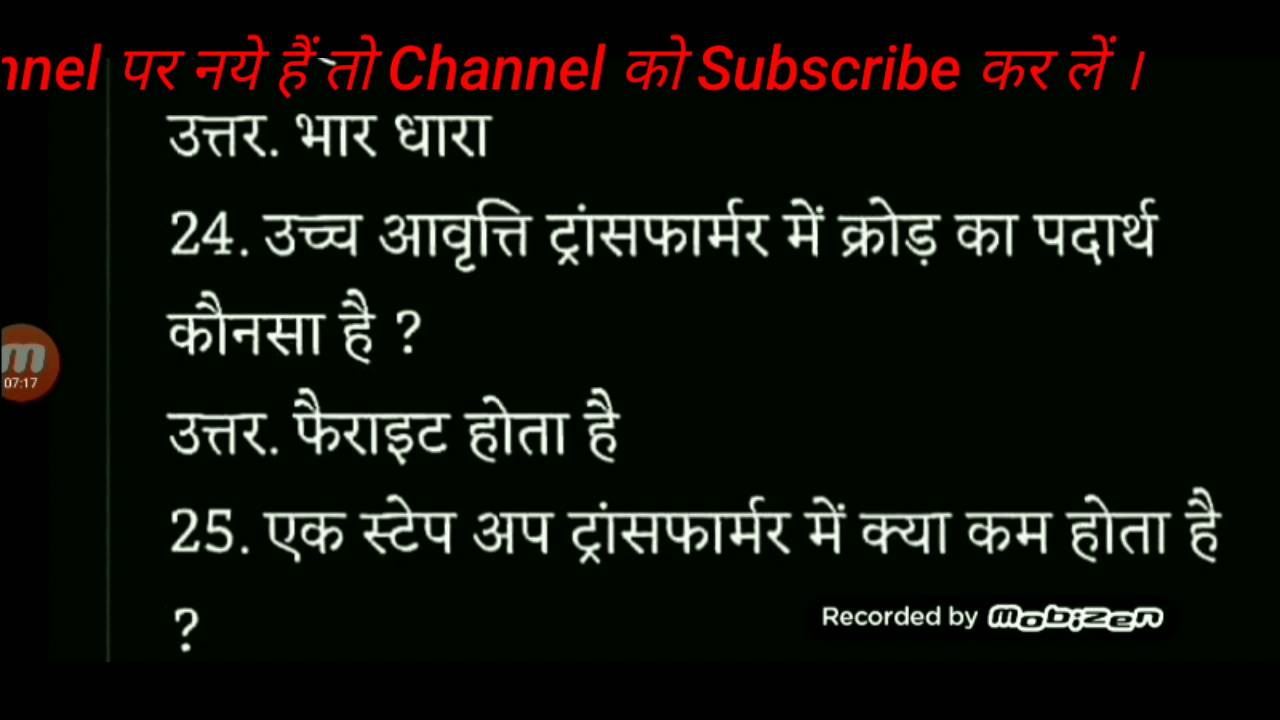 nnel पर नये हैं तो Channel को Subscribe कर लें ।
उत्तर. भार धारा
24. उच्च आवृत्ति ट्रांसफार्मर में क्रोड़ का पदार्थ
कौनसा है ?
07:17
उत्तर. फैराइट होता है
25. एक स्टेप अप ट्रांसफार्मर में क्या कम होता है
?
Recorded by mobizen